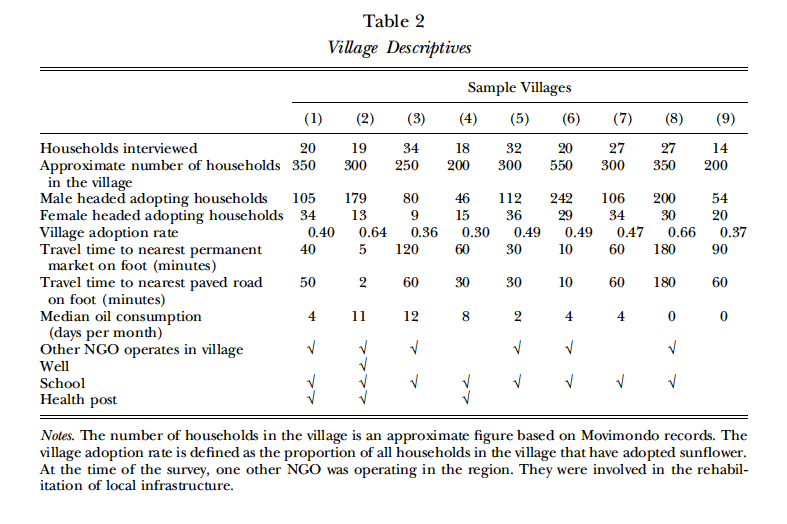 Table 2
Village Descriptives
Sample Villages
(1) (2) (3) (4) (5) (6) (7) (8) (9)
Households interviewed 20 19 34 18 32 20 27 27 14
Approximate number of households 350 300 250 200 300 550 300 350 200
in the village
Male headed adopting households 105 179 80 46 112 242 106 200 54
Female headed adopting households 34 13 9 15 36 29 34 30 20
Village adoption rate 0.40 0.64 0.36 0.30 0.49 0.49 0.47 0.66 0.37
Travel time to nearest permanent 40 5 120 60 30 10 60 180 90
market on foot (minutes)
Travel time to nearest paved road 50 2 60 30 30 10 60 180 60
on foot (minutes)
Median oil consumption 4 11 12 8 2 4 4 0 0
(days per month)
Other NGO operates in village √ √ √ √ √ √
Well √
School √ √ √ √ √ √ √ √
Health post √ √ √
Notes. The number of households in the village is an approximate figure based on Movimondo records. The
village adoption rate is defined as the proportion of all households in the village that have adopted sunflower.
At the time of the survey, one other NGO was operating in the region. They were involved in the rehabil-
itation of local infrastructure.